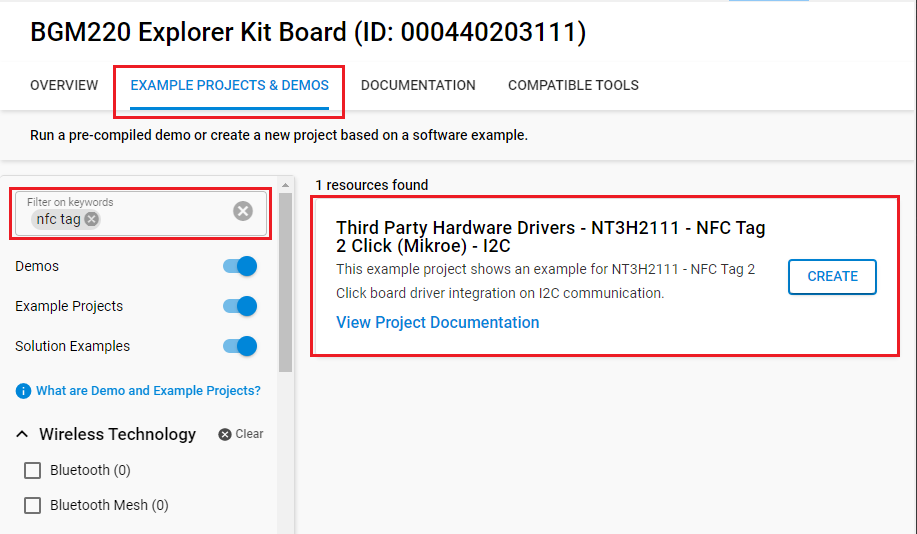 BGM220 Explorer Kit Board (ID: 000440203111)
OVERVIEW
EXAMPLE PROJECTS & DEMOS
DOCUMENTATION
COMPATIBLE TOOLS
Run a pre-compiled demo or create a new project based on a software example.
Filter on keywords
nfc tag
Demos
Example Projects
Solution Examples
What are Demo and Example Projects?
Wireless Technology
Clear
Bluetooth (0)
Bluetooth Mesh (0)
1 resources found
Third Party Hardware Drivers - NT3H2111 - NFC Tag
2 Click (Mikroe) - I2C
This example project shows an example for NT3H2111 - NFC Tag 2
Click board driver integration on I2C communication.
View Project Documentation
CREATE